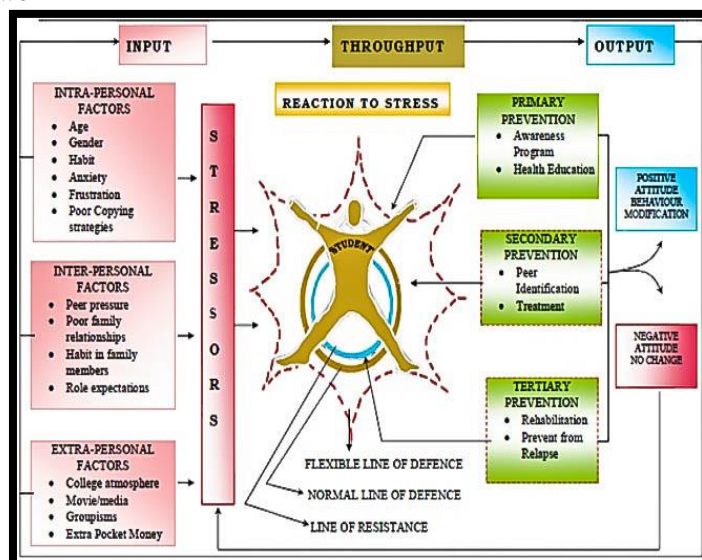 INPUT
THROUGHPUT
OUTPUT
INTRA-PERSONAL
FACTORS
• Age
• Gender
• Habit
• Anxiety
• Frustration
• Poor Copying
strategies
INTER-PERSONAL
FACTORS
• Peer pressure
• Poor family
relationships
• Habit in family
members
• Role expectations
EXTRA-PERSONAL
FACTORS
• College atmosphere
• Movie/media
• Groupisms
• Extra Pocket Money
S
T
R
E
S
S
O
R
S
REACTION TO STRESS
STUDENT
FLEXIBLE LINE OF DEFENCE
NORMAL LINE OF DEFENCE
LINE OF RESISTANCE
PRIMARY
PREVENTION
• Awareness
Program
• Health Education
SECONDARY
PREVENTION
• Peer
Identification
• Treatment
TERTIARY
PREVENTION
• Rehabilitation
• Prevent from
Relapse
POSITIVE
ATTITUDE
BEHAVIOUR
MODIFICATION
NEGATIVE
ATTITUDE
NO CHANGE